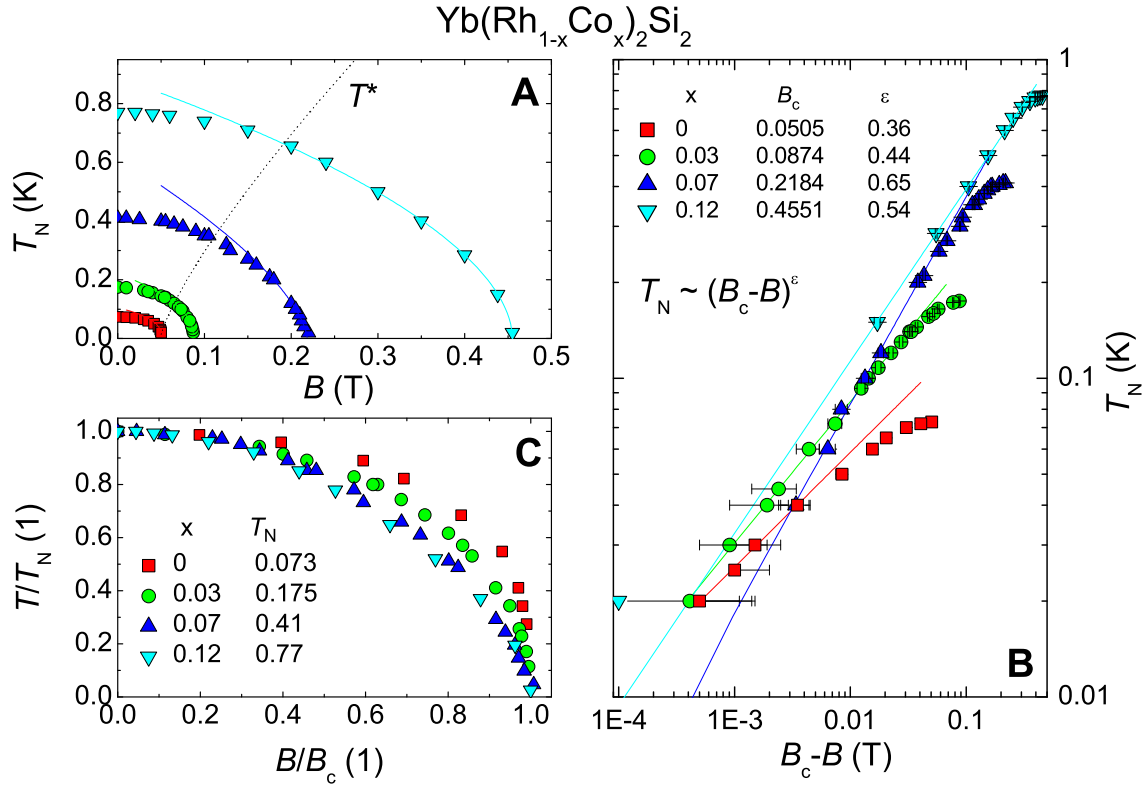 Yb(Rh1-xCox)2Si2
A
T*
TN (K)
0.8
0.6
0.4
0.2
0.0
0.0 0.1 0.2 0.3 0.4 0.5
B (T)
C
T/TN (1)
1.0
0.8
0.6
0.4
0.2
0.0
x TN
0 0.073
0.03 0.175
0.07 0.41
0.12 0.77
0.0 0.2 0.4 0.6 0.8 1.0
B/Bc (1)
x Bc ε
0 0.0505 0.36
0.03 0.0874 0.44
0.07 0.2184 0.65
0.12 0.4551 0.54
TN ~ (Bc-B)ε
B
1
0.1
0.01
TN (K)
1E-4 1E-3 0.01 0.1
Bc-B (T)